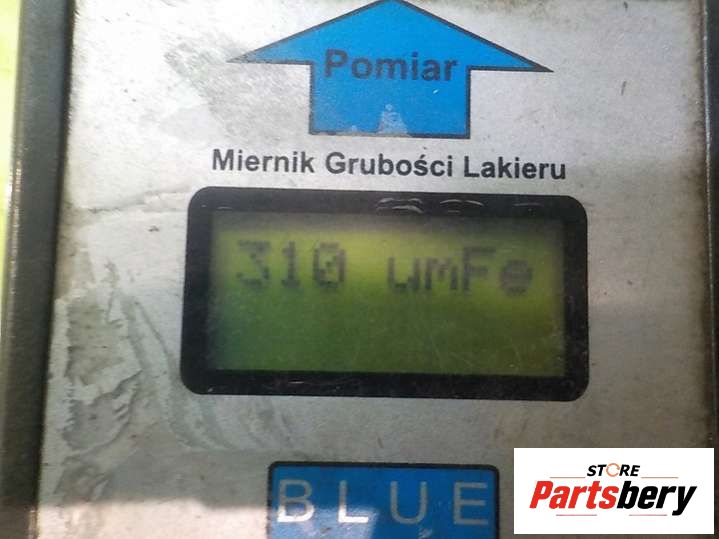 Pomiar
Miernik Grubości Lakieru
310 umFe
BLUE
STORE
Partsbery